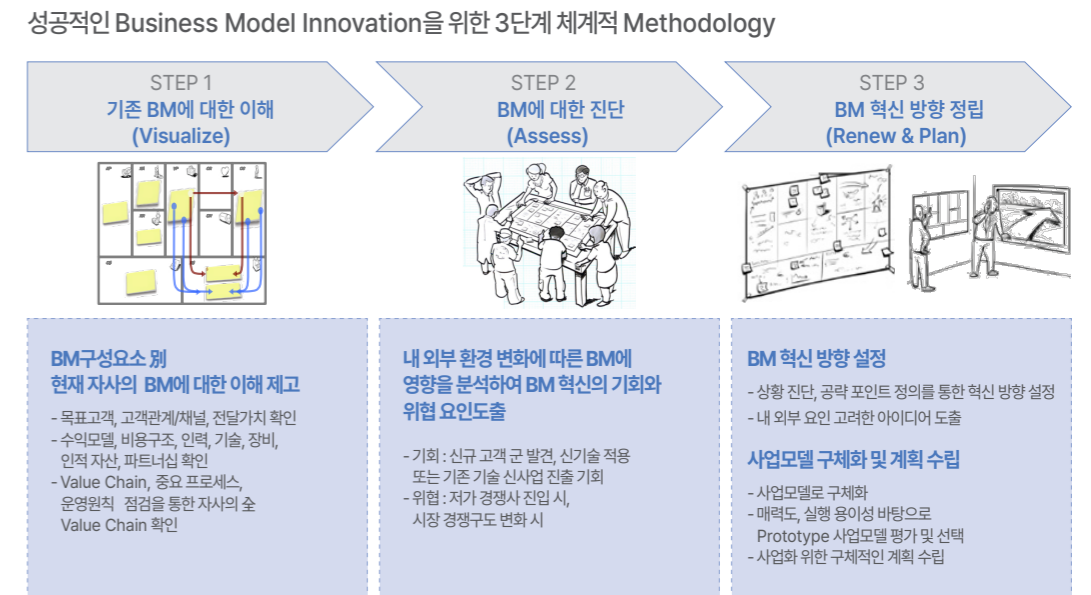 성공적인 Business Model Innovation을 위한 3단계 체계적 Methodology
STEP 1
기존 BM에 대한 이해
(Visualize)
STEP 2
BM에 대한 진단
(Assess)
STEP 3
BM 혁신 방향 정립
(Renew & Plan)
BM구성요소 別
현재 자사의 BM에 대한 이해 제고
- 목표고객, 고객관계/채널, 전달가치 확인
- 수익모델, 비용구조, 인력, 기술, 장비,
인적 자산, 파트너십 확인
- Value Chain, 중요 프로세스,
운영원칙 점검을 통한 자사의 全
Value Chain 확인
내 외부 환경 변화에 따른 BM에
영향을 분석하여 BM 혁신의 기회와
위협 요인도출
- 기회 : 신규 고객 군 발견, 신기술 적용
또는 기존 기술 신사업 진출 기회
- 위협 : 저가 경쟁사 진입 시,
시장 경쟁구도 변화 시
BM 혁신 방향 설정
- 상황 진단, 공략 포인트 정의를 통한 혁신 방향 설정
- 내 외부 요인 고려한 아이디어 도출
사업모델 구체화 및 계획 수립
- 사업모델로 구체화
- 매력도, 실행 용이성 바탕으로
Prototype 사업모델 평가 및 선택
- 사업화 위한 구체적인 계획 수립